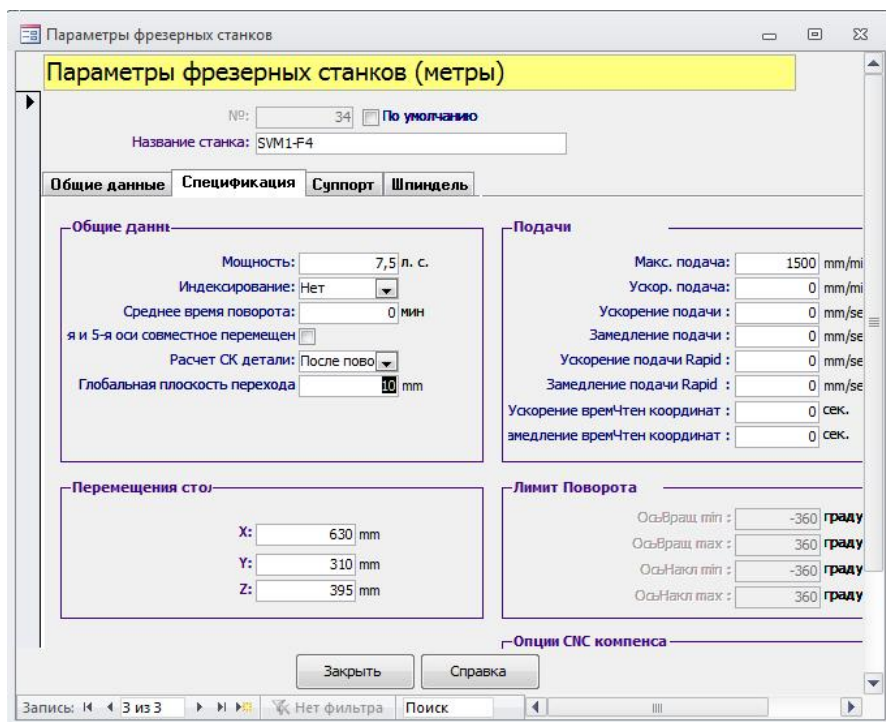 Параметры фрезерных станков
Параметры фрезерных станков (метры)
№: 34 По умолчанию
Название станка: SVM1-F4
Общие данные Спецификация Суппорт Шпиндель
Общие данны
Мощность: 7,5 л. с.
Индексирование: Нет
Среднее время поворота: 0 мин
я и 5-я оси совместное перемещен
Расчет СК детали: После пово
Глобальная плоскость перехода 10 mm
Подачи
Макс. подача: 1500 mm/mi
Ускор. подача: 0 mm/mi
Ускорение подачи : 0 mm/se
Замедление подачи : 0 mm/se
Ускорение подачи Rapid : 0 mm/se
Замедление подачи Rapid : 0 mm/se
Ускорение времЧтен координат : 0 сек.
амедление времЧтен координат : 0 сек.
Перемещения стол
X: 630 mm
Y: 310 mm
Z: 395 mm
Лимит Поворота
ОсьВращ min : -360 граду
ОсьВращ max : 360 граду
ОсьНакл min : -360 граду
ОсьНакл max : 360 граду
Опции CNC компенса
Закрыть Справка
Запись: 3 из 3 Нет фильтра Поиск